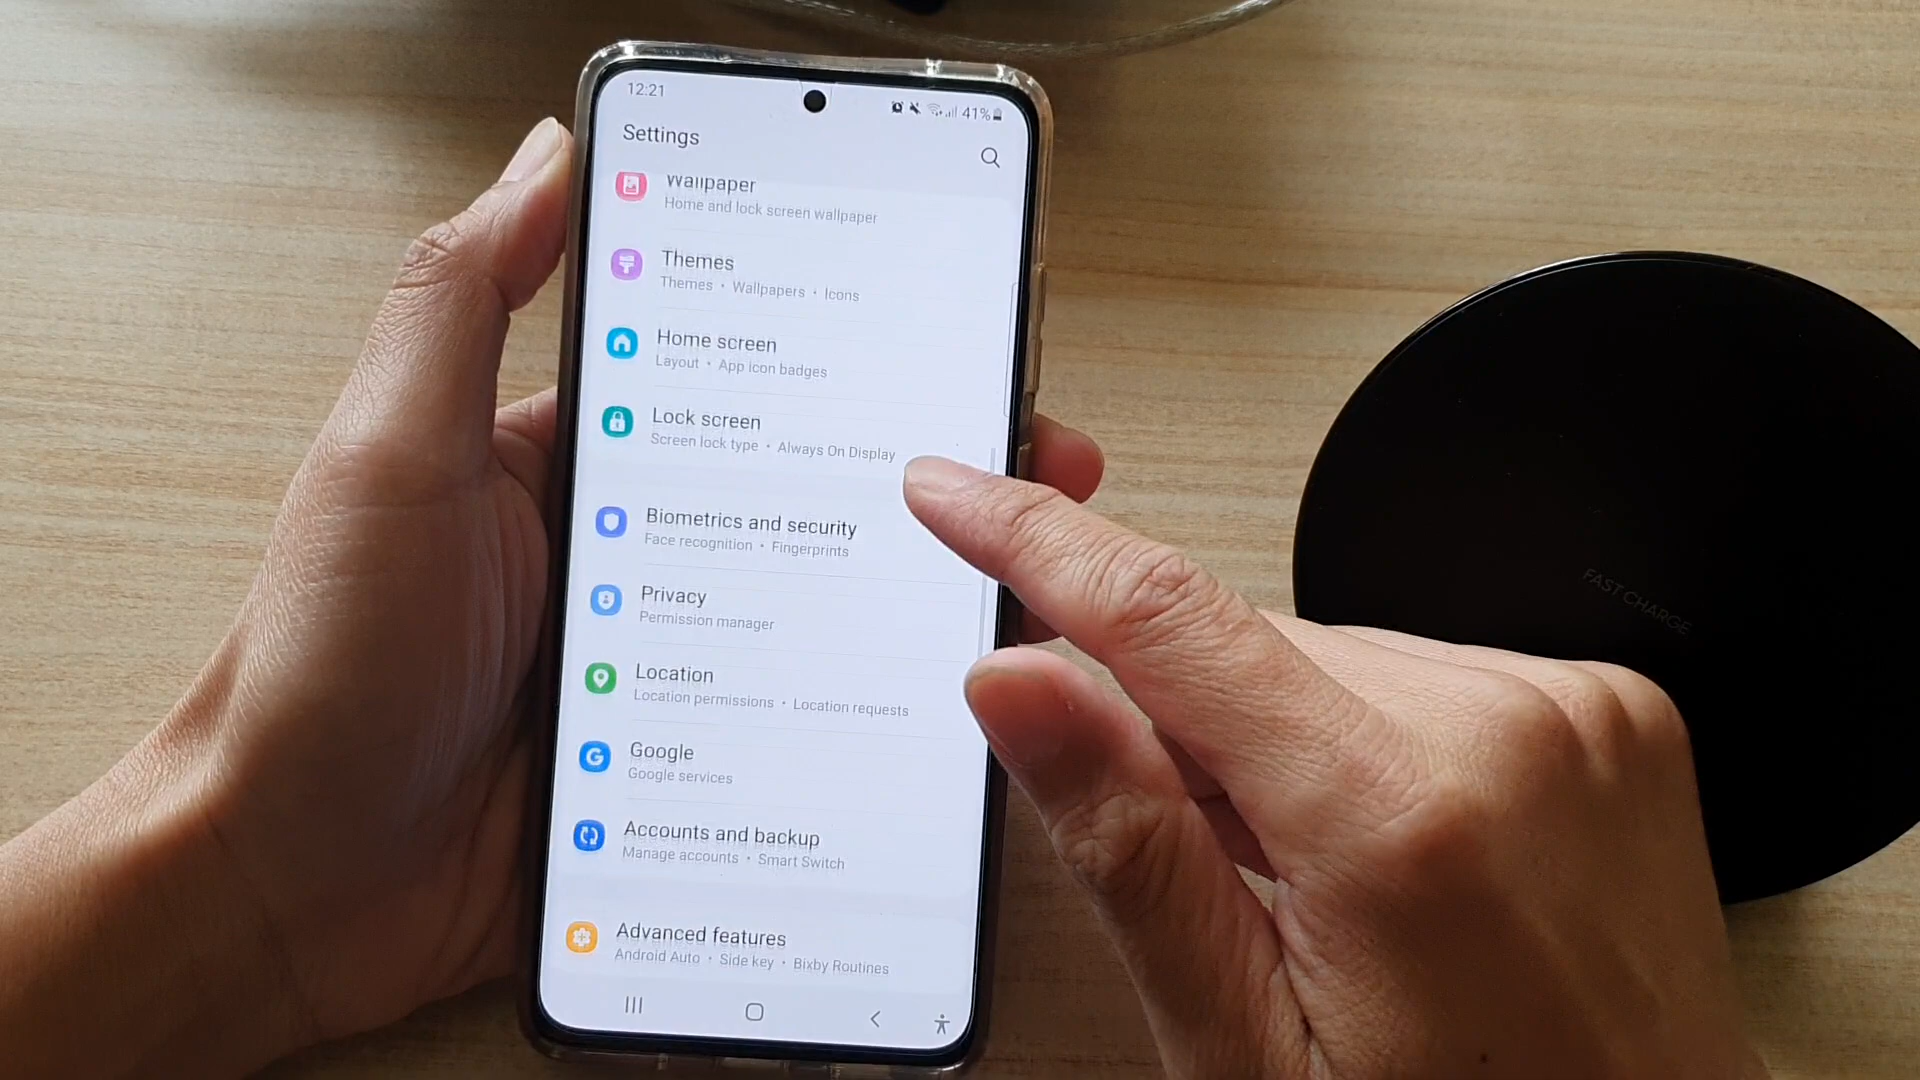 12:21
41%
Settings
Wallpaper
Home and lock screen wallpaper
Themes
Themes • Wallpapers • Icons
Home screen
Layout • App icon badges
Lock screen
Screen lock type • Always On Display
Biometrics and security
Face recognition • Fingerprints
Privacy
Permission manager
Location
Location permissions • Location requests
Google
Google services
Accounts and backup
Manage accounts • Smart Switch
Advanced features
Android Auto • Side key • Bixby Routines
FAST CHARGE